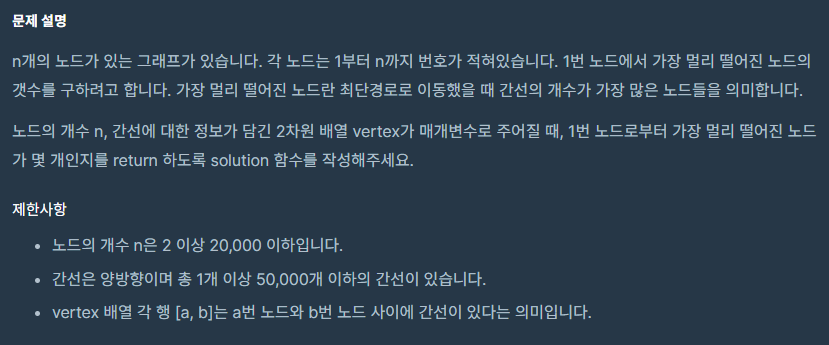 문제 설명
n개의 노드가 있는 그래프가 있습니다. 각 노드는 1부터 n까지 번호가 적혀있습니다. 1번 노드에서 가장 멀리 떨어진 노드의
갯수를 구하려고 합니다. 가장 멀리 떨어진 노드란 최단경로로 이동했을 때 간선의 개수가 가장 많은 노드들을 의미합니다.
노드의 개수 n, 간선에 대한 정보가 담긴 2차원 배열 vertex가 매개변수로 주어질 때, 1번 노드로부터 가장 멀리 떨어진 노드
가 몇 개인지를 return 하도록 solution 함수를 작성해주세요.
제한사항
• 노드의 개수 n은 2 이상 20,000 이하입니다.
• 간선은 양방향이며 총 1개 이상 50,000개 이하의 간선이 있습니다.
• vertex 배열 각 행 [a, b]는 a번 노드와 b번 노드 사이에 간선이 있다는 의미입니다.